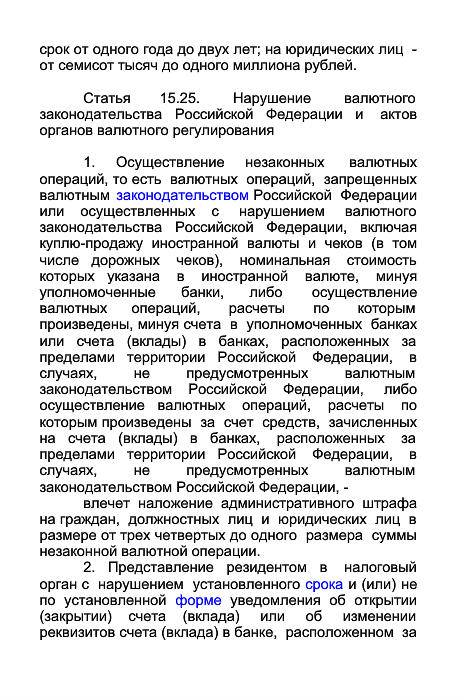 срок от одного года до двух лет; на юридических лиц -
от семисот тысяч до одного миллиона рублей.
Статья 15.25. Нарушение валютного
законодательства Российской Федерации и актов
органов валютного регулирования
1. Осуществление незаконных валютных
операций, то есть валютных операций, запрещенных
валютным законодательством Российской Федерации
или осуществленных с нарушением валютного
законодательства Российской Федерации, включая
куплю-продажу иностранной валюты и чеков (в том
числе дорожных чеков), номинальная стоимость
которых указана в иностранной валюте, минуя
уполномоченные банки, либо осуществление
валютных операций, расчеты по которым
произведены, минуя счета в уполномоченных банках
или счета (вклады) в банках, расположенных за
пределами территории Российской Федерации, в
случаях, не предусмотренных валютным
законодательством Российской Федерации, либо
осуществление валютных операций, расчеты по
которым произведены за счет средств, зачисленных
на счета (вклады) в банках, расположенных за
пределами территории Российской Федерации, в
случаях, не предусмотренных валютным
законодательством Российской Федерации, -
влечет наложение административного штрафа
на граждан, должностных лиц и юридических лиц в
размере от трех четвертых до одного размера суммы
незаконной валютной операции.
2. Представление резидентом в налоговый
орган с нарушением установленного срока и (или) не
по установленной форме уведомления об открытии
(закрытии) счета (вклада) или об изменении
реквизитов счета (вклада) в банке, расположенном за